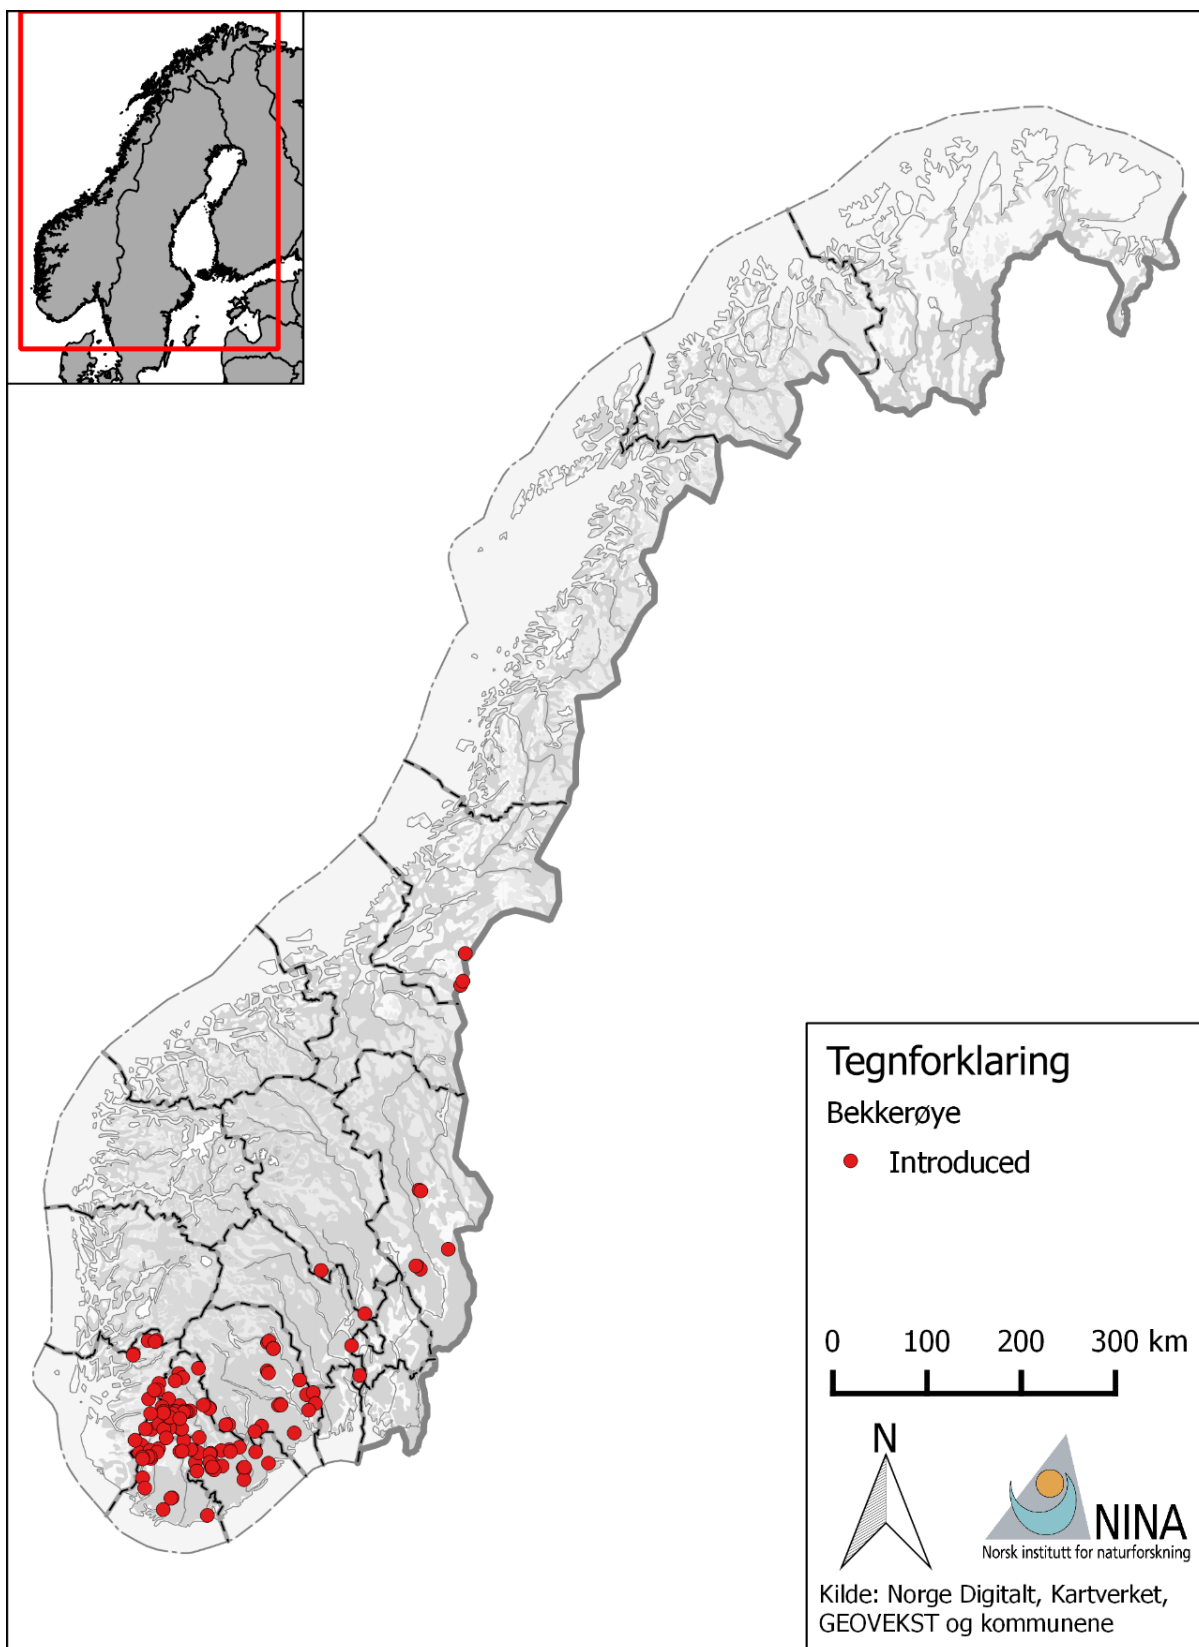 Tegnforklaring
Bekkerøye
Introduced
0 100 200 300 km
N
NINA
Norsk institutt for naturforskning
Kilde: Norge Digitalt, Kartverket,
GEOVEKST og kommunene